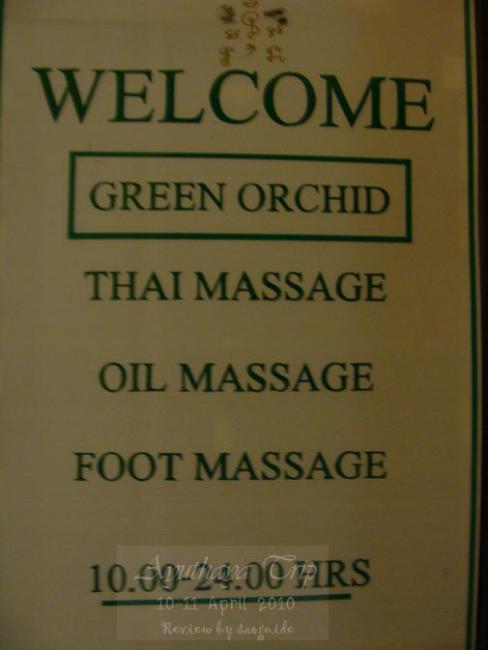 WELCOME
GREEN ORCHID
THAI MASSAGE
OIL MASSAGE
FOOT MASSAGE
10.00-24.00 HRS
Ayuthaya Trip
10-11 April 2010
Review by saoguide